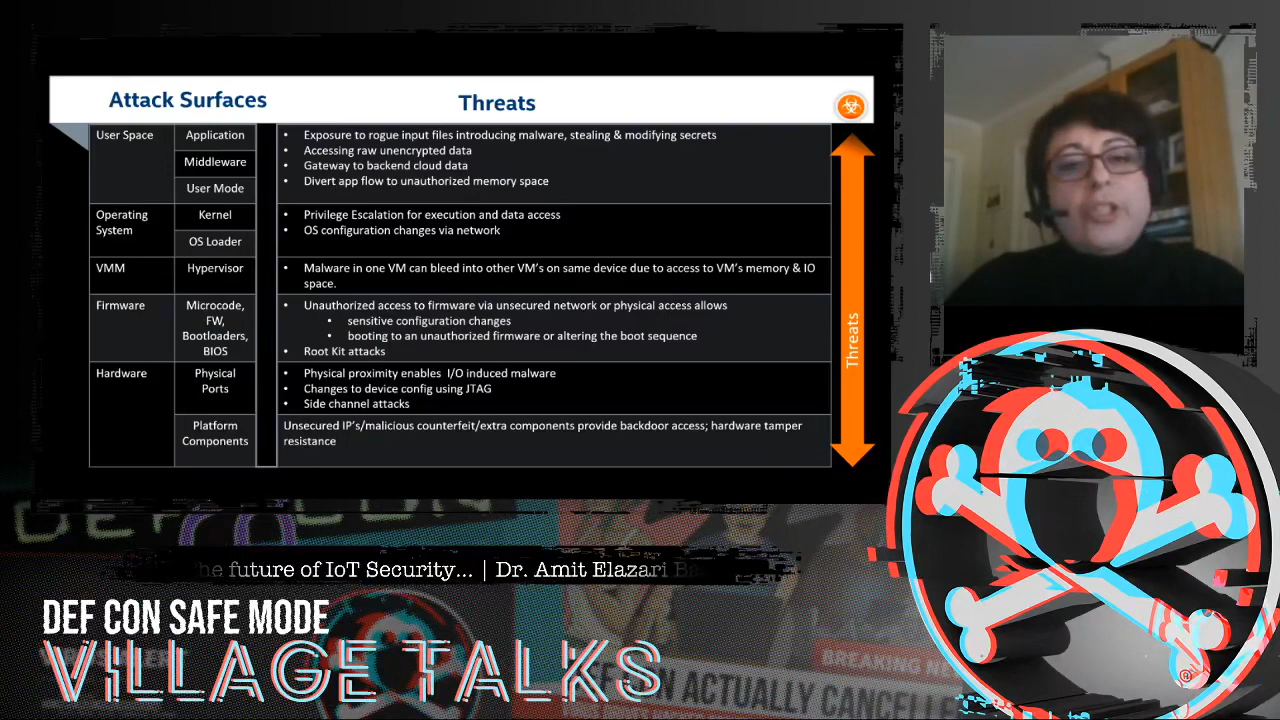 Attack Surfaces
Threats
User Space
Application
Middleware
User Mode
• Exposure to rogue input files introducing malware, stealing & modifying secrets
• Accessing raw unencrypted data
• Gateway to backend cloud data
• Divert app flow to unauthorized memory space
Operating
System
Kernel
OS Loader
• Privilege Escalation for execution and data access
• OS configuration changes via network
VMM
Hypervisor
• Malware in one VM can bleed into other VM's on same device due to access to VM's memory & IO
space.
Firmware
Microcode,
FW,
Bootloaders,
BIOS
• Unauthorized access to firmware via unsecured network or physical access allows
• sensitive configuration changes
• booting to an unauthorized firmware or altering the boot sequence
• Root Kit attacks
Hardware
Physical
Ports
• Physical proximity enables I/O induced malware
• Changes to device config using JTAG
• Side channel attacks
Platform
Components
Unsecured IP's/malicious counterfeit/extra components provide backdoor access; hardware tamper
resistance
Threats
he future of IoT Security... | Dr. Amit Elazari Ba
DEF CON SAFE MODE
VILLAGE TALKS
DEF CON
BREAKING NE
CON ACTUALLY CANCELLE
®